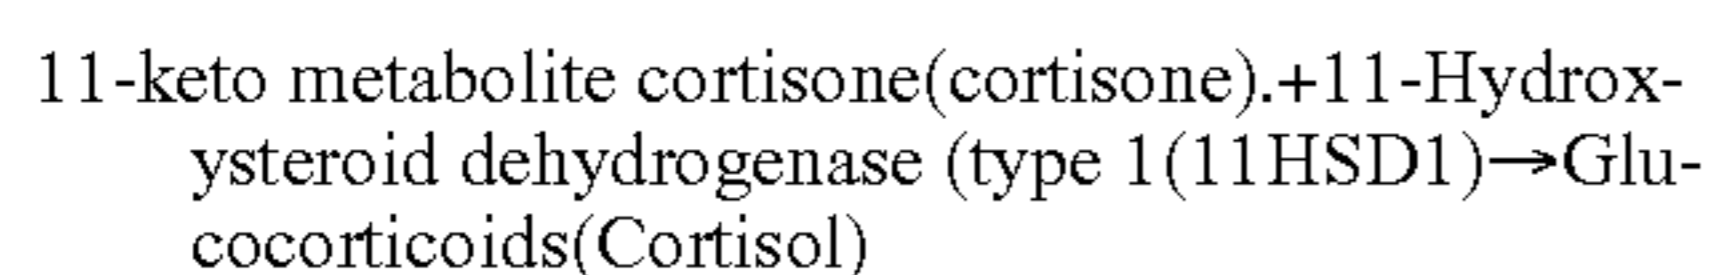 11-keto metabolite cortisone(cortisone).+11-Hydrox-
ysteroid dehydrogenase (type 1(11HSD1)→Glu-
cocorticoids(Cortisol)